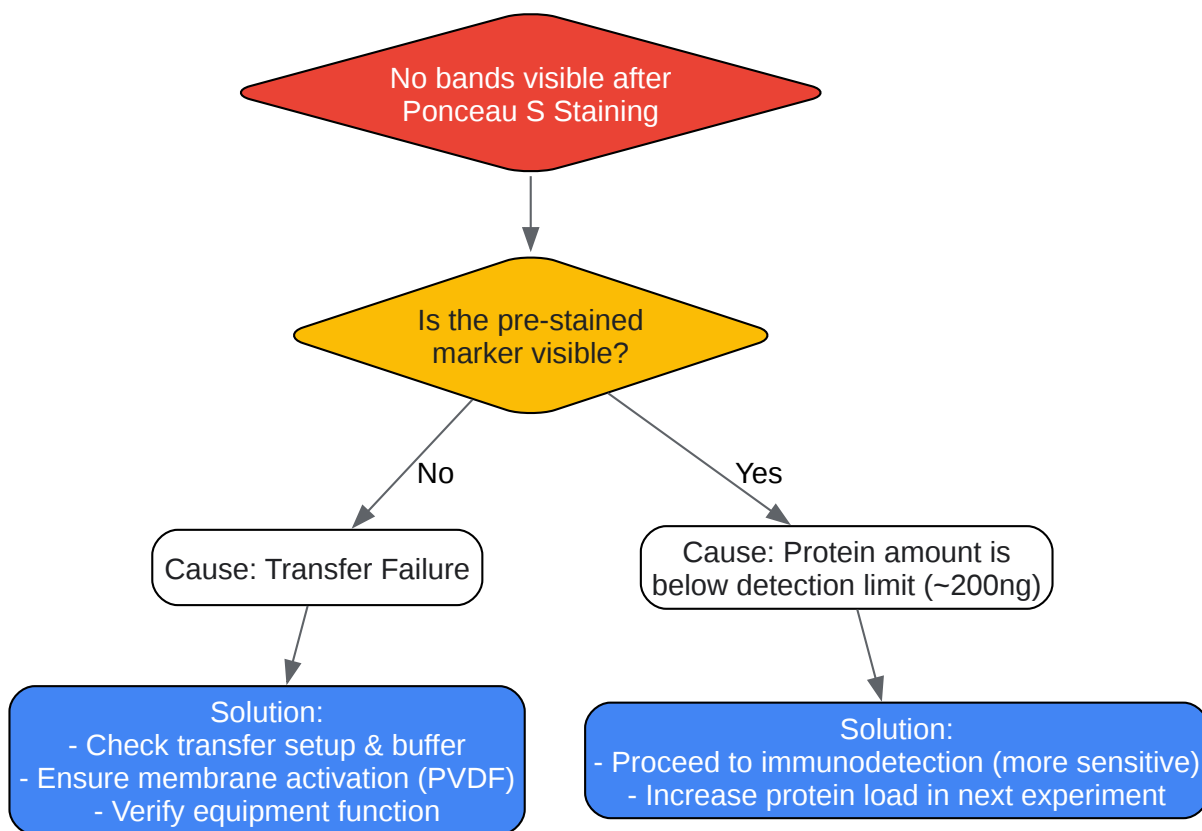 No bands visible after
Ponceau S Staining
Is the pre-stained
marker visible?
No
Yes
Cause: Transfer Failure
Cause: Protein amount is
below detection limit (~200ng)
Solution:
- Check transfer setup & buffer
- Ensure membrane activation (PVDF)
- Verify equipment function
Solution:
- Proceed to immunodetection (more sensitive)
- Increase protein load in next experiment